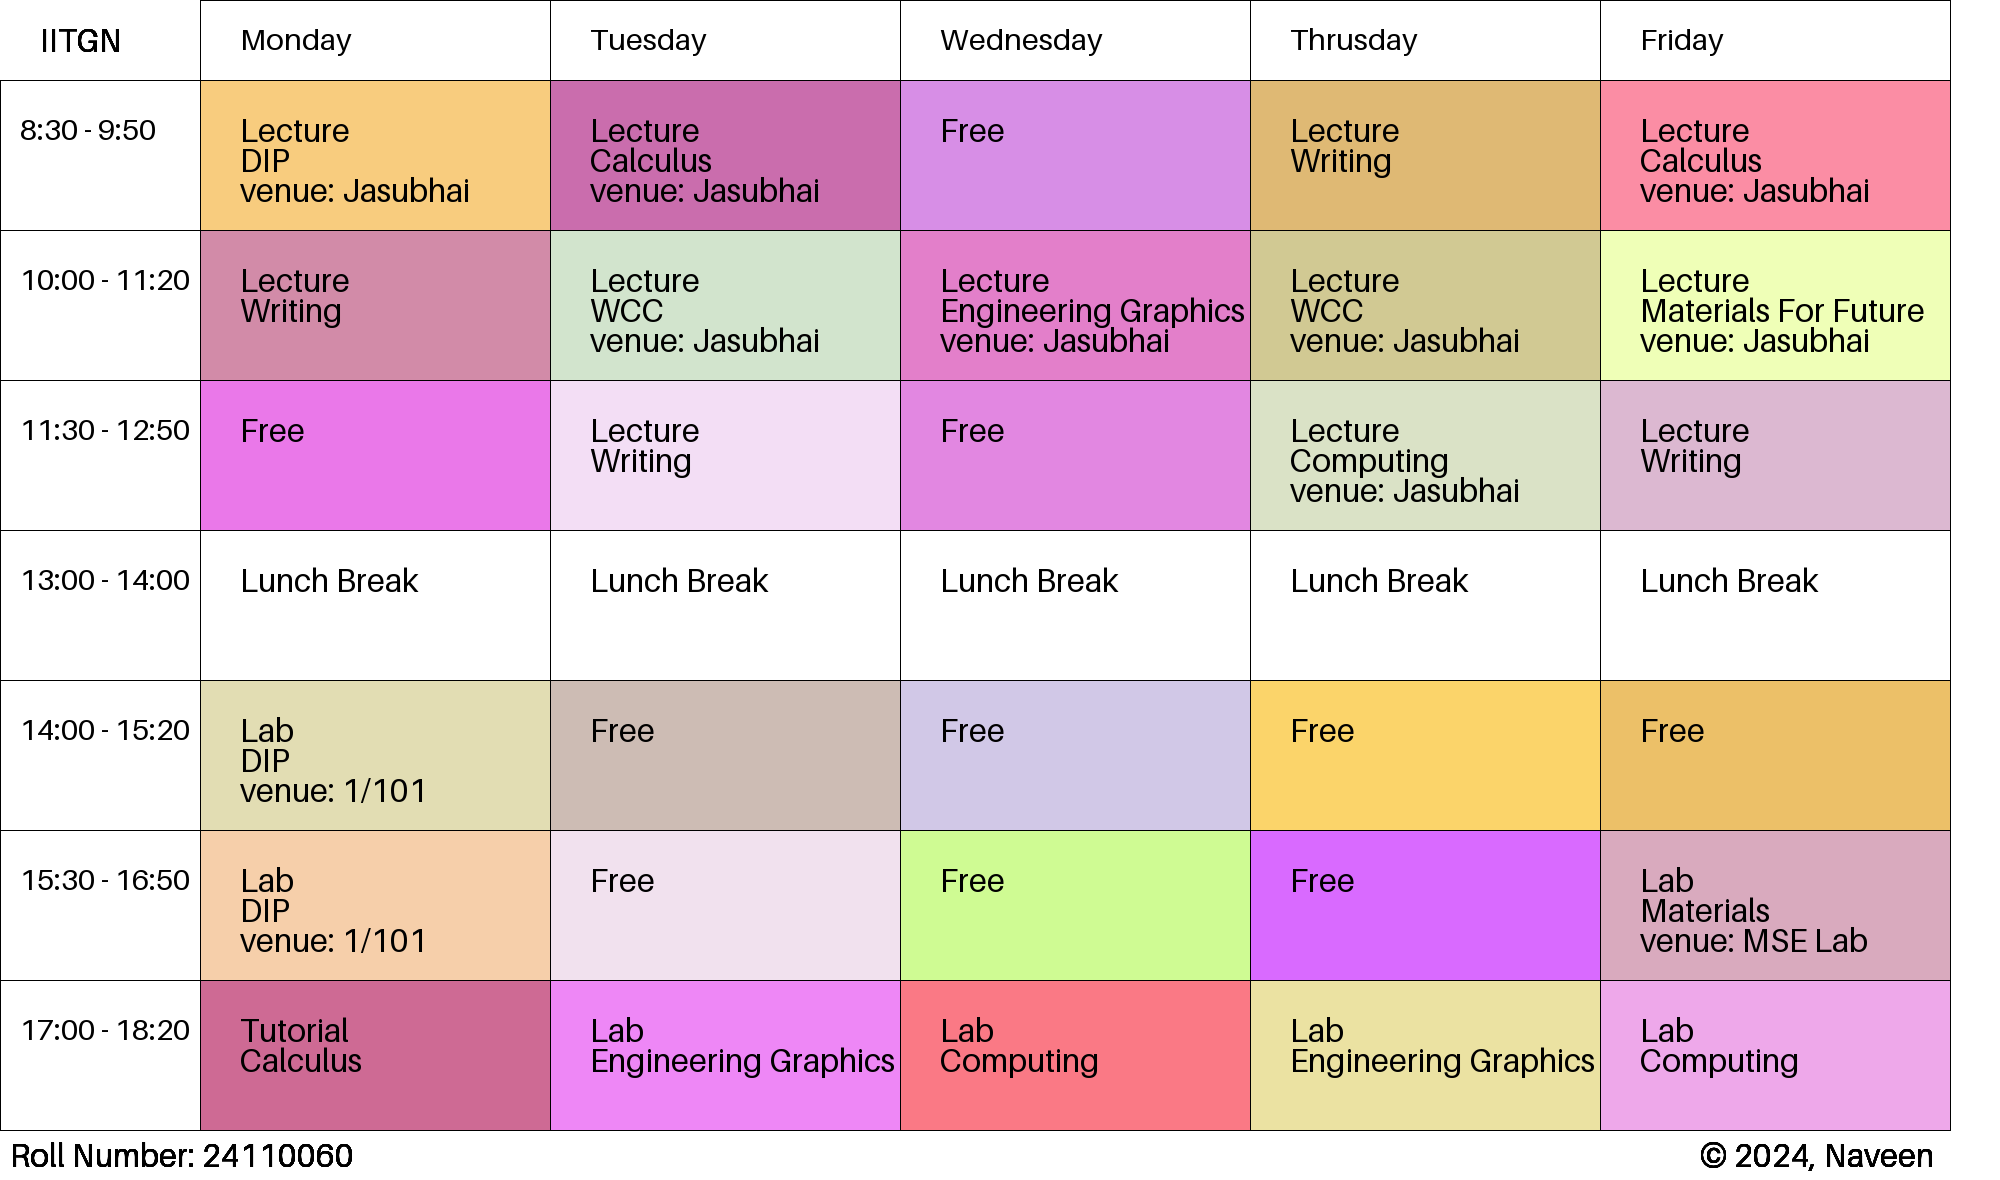 IITGN
Monday
Tuesday
Wednesday
Thrusday
Friday
8:30 - 9:50
Lecture
DIP
venue: Jasubhai
Lecture
Calculus
venue: Jasubhai
Free
Lecture
Writing
Lecture
Calculus
venue: Jasubhai
10:00 - 11:20
Lecture
Writing
Lecture
WCC
venue: Jasubhai
Lecture
Engineering Graphics
venue: Jasubhai
Lecture
WCC
venue: Jasubhai
Lecture
Materials For Future
venue: Jasubhai
11:30 - 12:50
Free
Lecture
Writing
Free
Lecture
Computing
venue: Jasubhai
Lecture
Writing
13:00 - 14:00
Lunch Break
Lunch Break
Lunch Break
Lunch Break
Lunch Break
14:00 - 15:20
Lab
DIP
venue: 1/101
Free
Free
Free
Free
15:30 - 16:50
Lab
DIP
venue: 1/101
Free
Free
Free
Lab
Materials
venue: MSE Lab
17:00 - 18:20
Tutorial
Calculus
Lab
Engineering Graphics
Lab
Computing
Lab
Engineering Graphics
Lab
Computing
Roll Number: 24110060
© 2024, Naveen